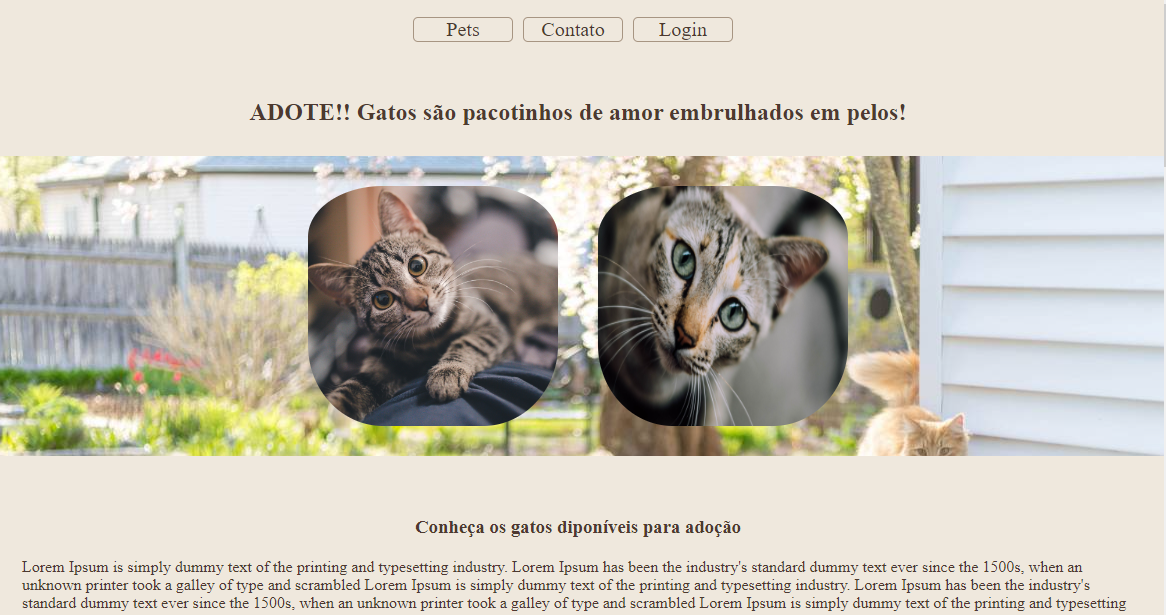 Pets
Contato
Login
ADOTE!! Gatos são pacotinhos de amor embrulhados em pelos!
Conheça os gatos diponíveis para adoção
Lorem Ipsum is simply dummy text of the printing and typesetting industry. Lorem Ipsum has been the industry's standard dummy text ever since the 1500s, when an
unknown printer took a galley of type and scrambled Lorem Ipsum is simply dummy text of the printing and typesetting industry. Lorem Ipsum has been the industry's
standard dummy text ever since the 1500s, when an unknown printer took a galley of type and scrambled Lorem Ipsum is simply dummy text of the printing and typesetting